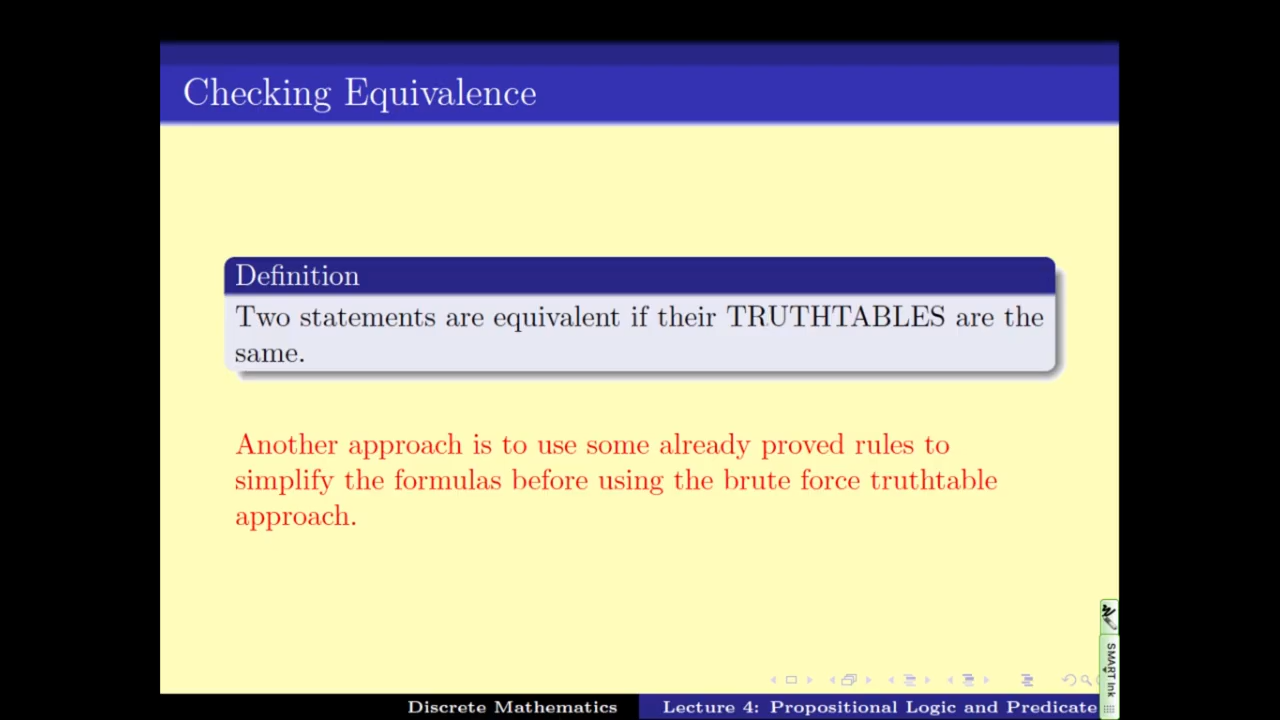 Checking Equivalence
Definition
Two statements are equivalent if their TRUTHTABLES are the
same.
Another approach is to use some already proved rules to
simplify the formulas before using the brute force truthtable
approach.
SMART Ink
Discrete Mathematics
Lecture 4: Propositional Logic and Predicate